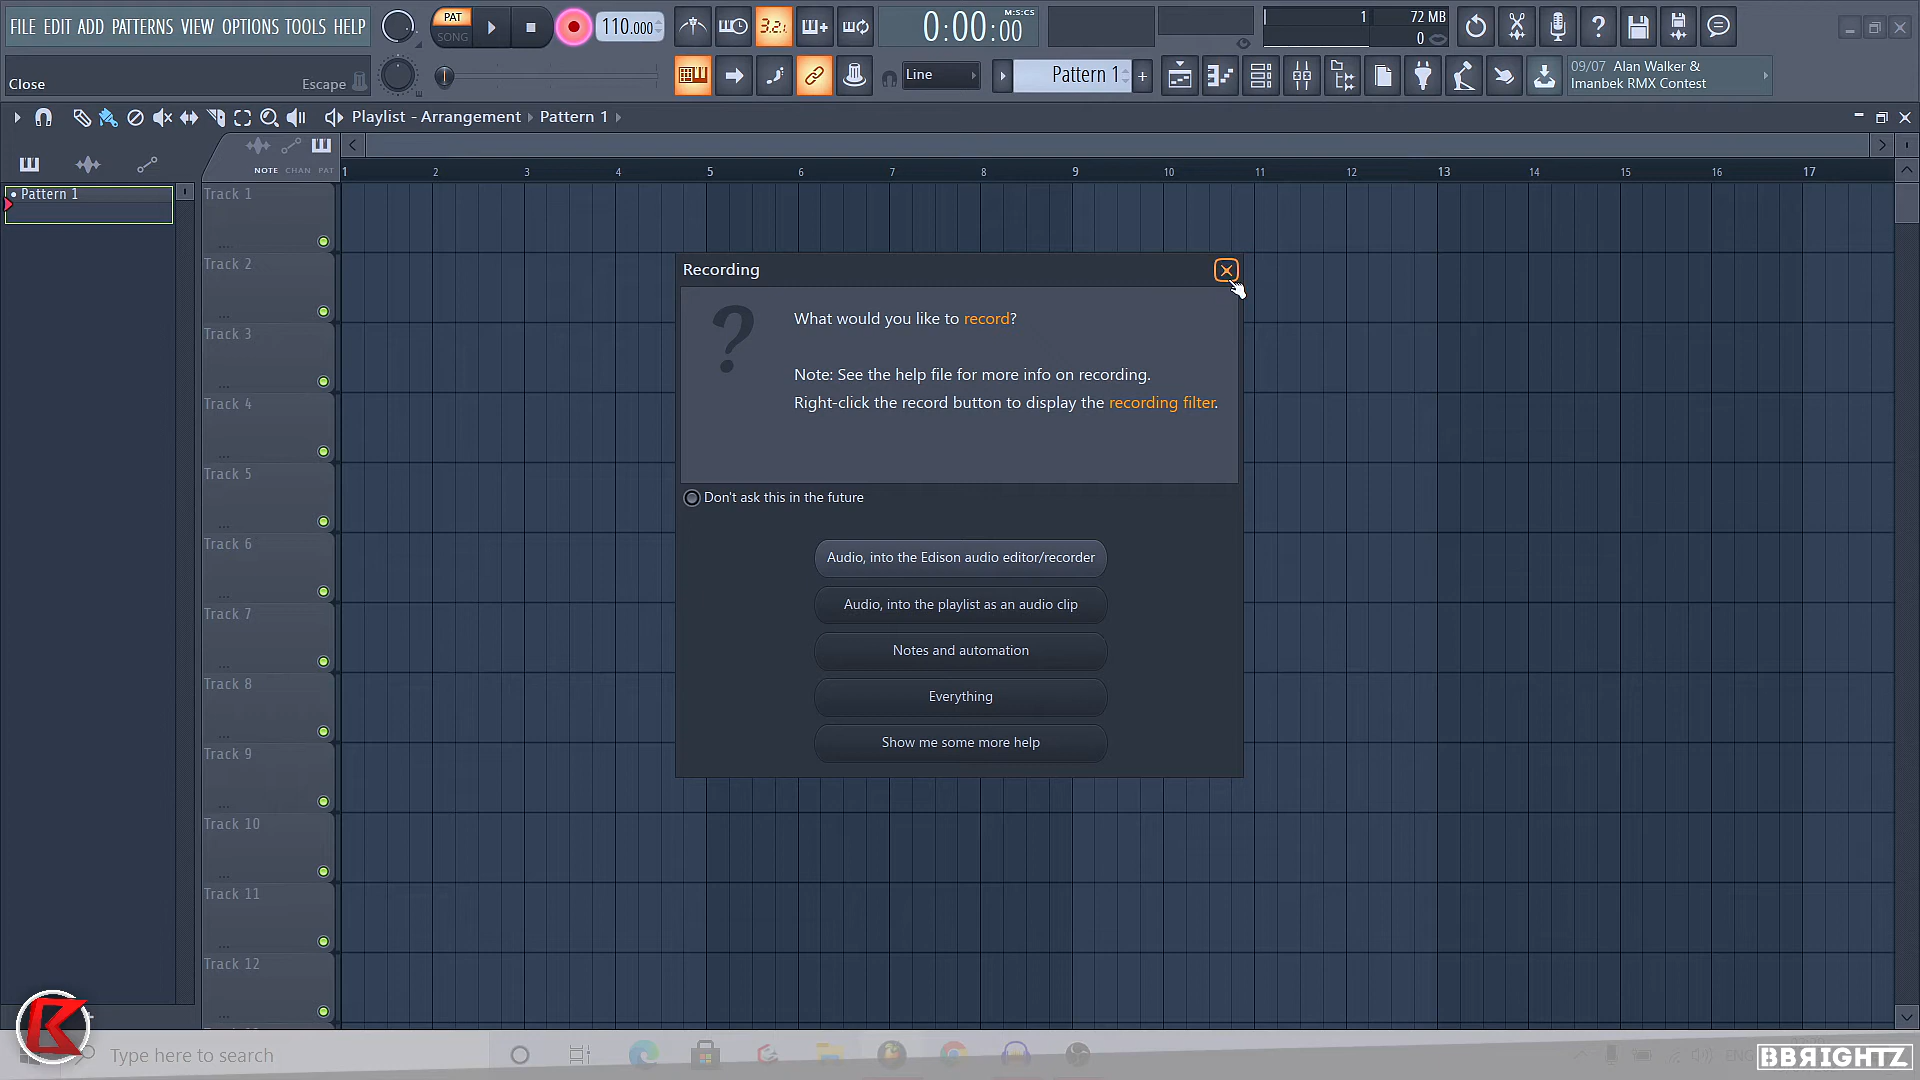 FILE EDIT ADD PATTERNS VIEW OPTIONS TOOLS HELP
PAT
SONG
110.000
3.2.
0:00:00
M:S:CS
1
72 MB
0
Close
Escape
Line
Pattern 1
09/07 Alan Walker &
Imanbek RMX Contest
Playlist - Arrangement
Pattern 1
NOTE CHAN PAT
1 2 3 4 5 6 7 8 9 10 11 12 13 14 15 16 17
Pattern 1
Track 1
Track 2
Track 3
Track 4
Track 5
Track 6
Track 7
Track 8
Track 9
Track 10
Track 11
Track 12
Recording
What would you like to record?
Note: See the help file for more info on recording.
Right-click the record button to display the recording filter.
Don't ask this in the future
Audio, into the Edison audio editor/recorder
Audio, into the playlist as an audio clip
Notes and automation
Everything
Show me some more help
Type here to search
BBRIGHTZ